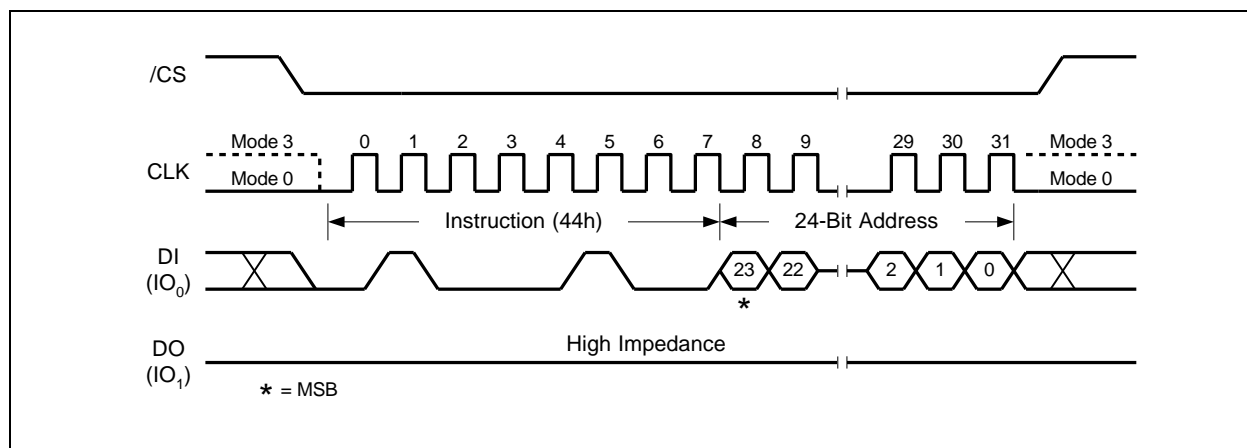 /CS
Mode 3
0 1 2 3 4 5 6 7 8 9 29 30 31
Mode 3
CLK
Mode 0
Mode 0
Instruction (44h)
24-Bit Address
DI
(IO0)
23 22 2 1 0
*
DO
(IO1)
High Impedance
* = MSB